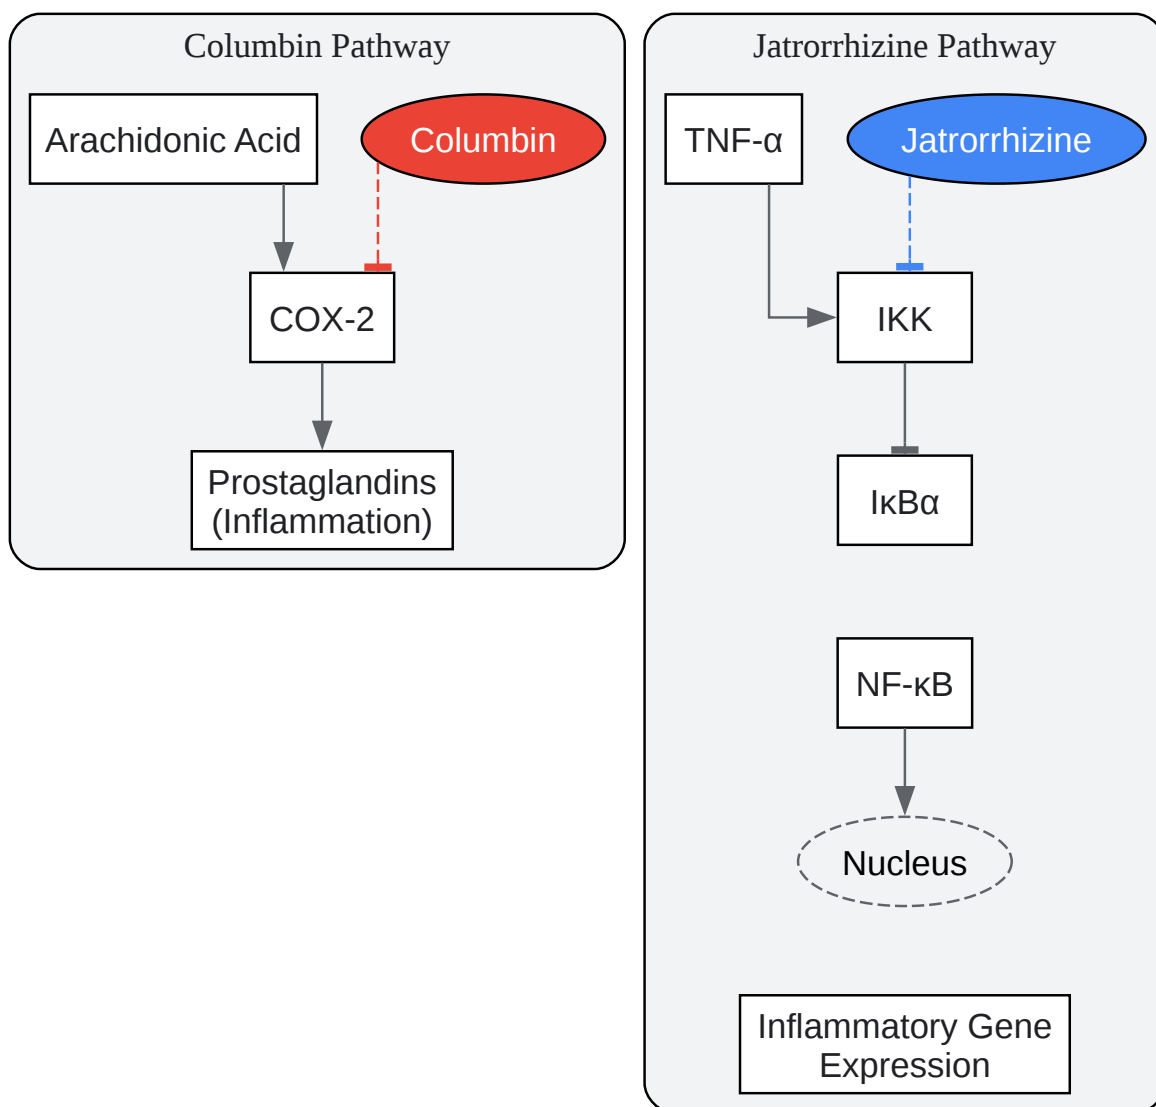 Columbin Pathway
Arachidonic Acid
Columbin
COX-2
Prostaglandins
(Inflammation)
Jatrorrhizine Pathway
TNF-α
Jatrorrhizine
IKK
IκBα
NF-κB
Nucleus
Inflammatory Gene
Expression